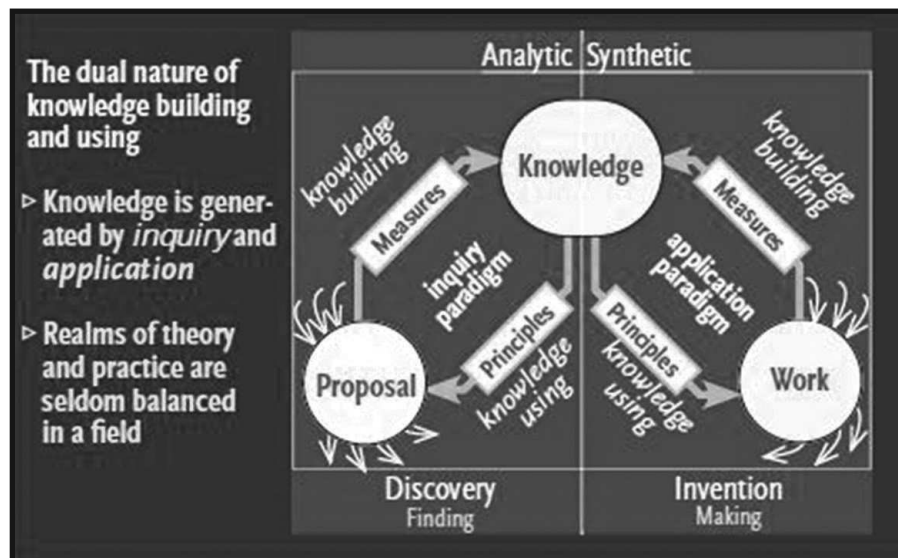 The dual nature of
knowledge building
and using
▷ Knowledge is gener-
ated by inquiry and
application
▷ Realms of theory
and practice are
seldom balanced
in a field
Analytic Synthetic
knowledge
building
Measures
Knowledge
Measures
knowledge
building
inquiry
paradigm
application
paradigm
Proposal
Principles
knowledge
using
Principles
knowledge
using
Work
Discovery
Finding
Invention
Making